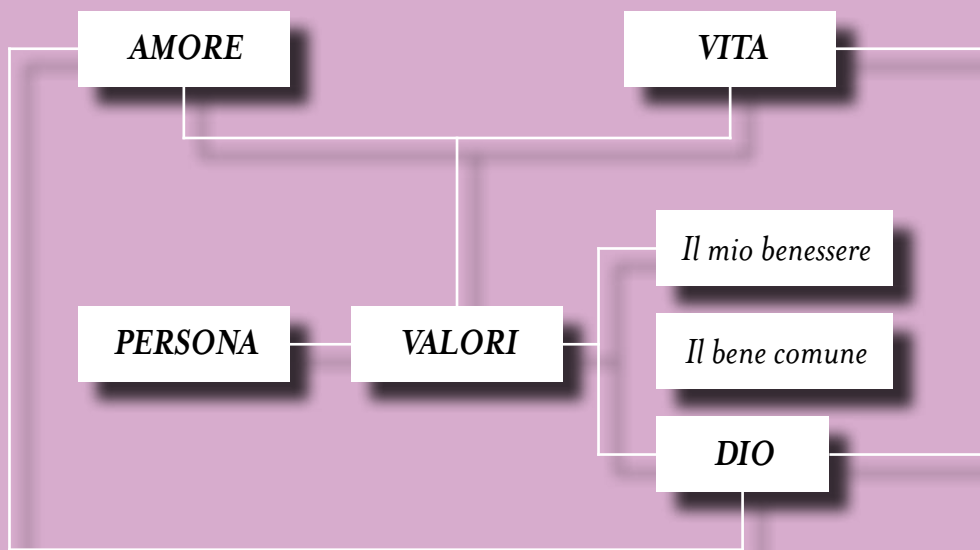 AMORE
VITA
Il mio benessere
PERSONA
VALORI
Il bene comune
DIO